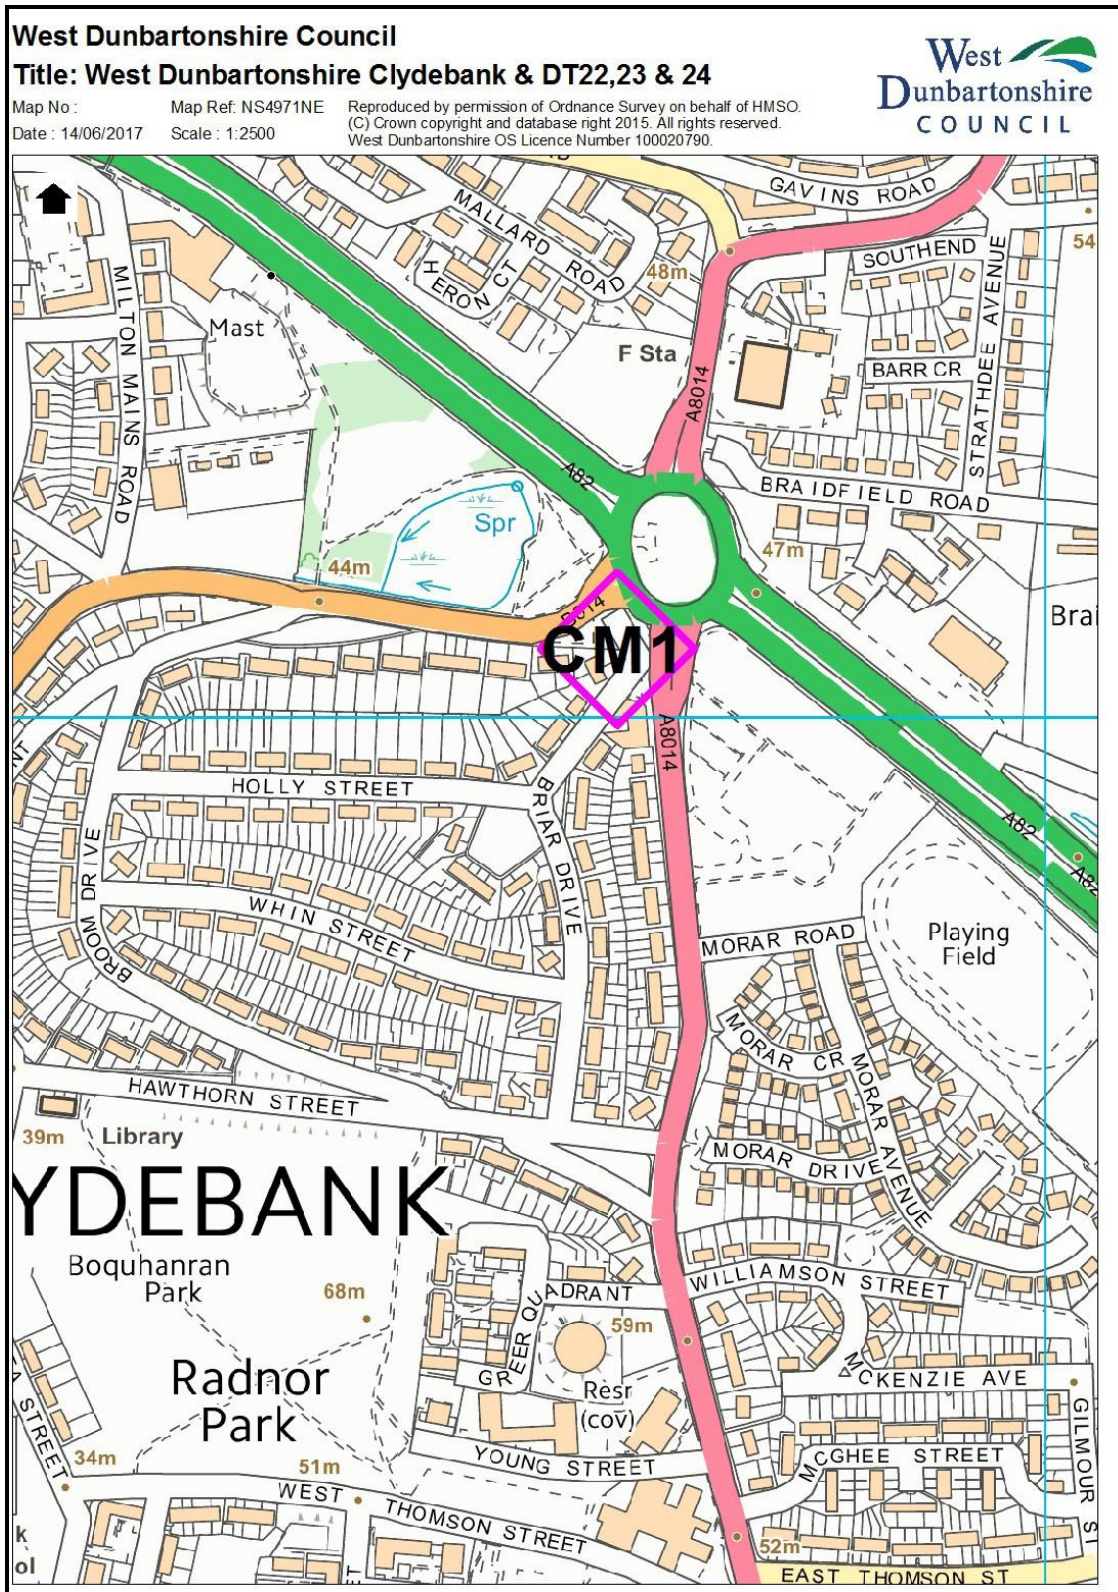 West Dunbartonshire Council
Title: West Dunbartonshire Clydebank & DT22,23 & 24
Map No :
Map Ref: NS4971NE
Date : 14/06/2017
Scale : 1:2500
Reproduced by permission of Ordnance Survey on behalf of HMSO.
(C) Crown copyright and database right 2015. All rights reserved.
West Dunbartonshire OS Licence Number 100020790.
West
Dunbartonshire
COUNCIL
GAVINS ROAD
MALLARD ROAD
HERON CT
48m
SOUTHEND
54
STRATHDEE AVENUE
MILTON MAINS ROAD
Mast
F Sta
BARR CR
A8014
A82
BRAIDFIELD ROAD
Spr
47m
44m
Brai
CM1
A8014
HOLLY STREET
BRIAR DRIVE
A82
A82
BROOM DRIVE
WHIN STREET
MORAR ROAD
Playing
Field
MORAR CR
MORAR AVENUE
HAWTHORN STREET
39m
Library
MORAR DRIVE
YDEBANK
Boquhanran
Park
68m
WILLIAMSON STREET
GREER QUADRANT
59m
Radnor
Park
Resr
(cov)
MCKENZIE AVE
GILMOUR ST
34m
51m
YOUNG STREET
MCGHEE STREET
WEST THOMSON STREET
52m
EAST THOMSON ST
k
ol